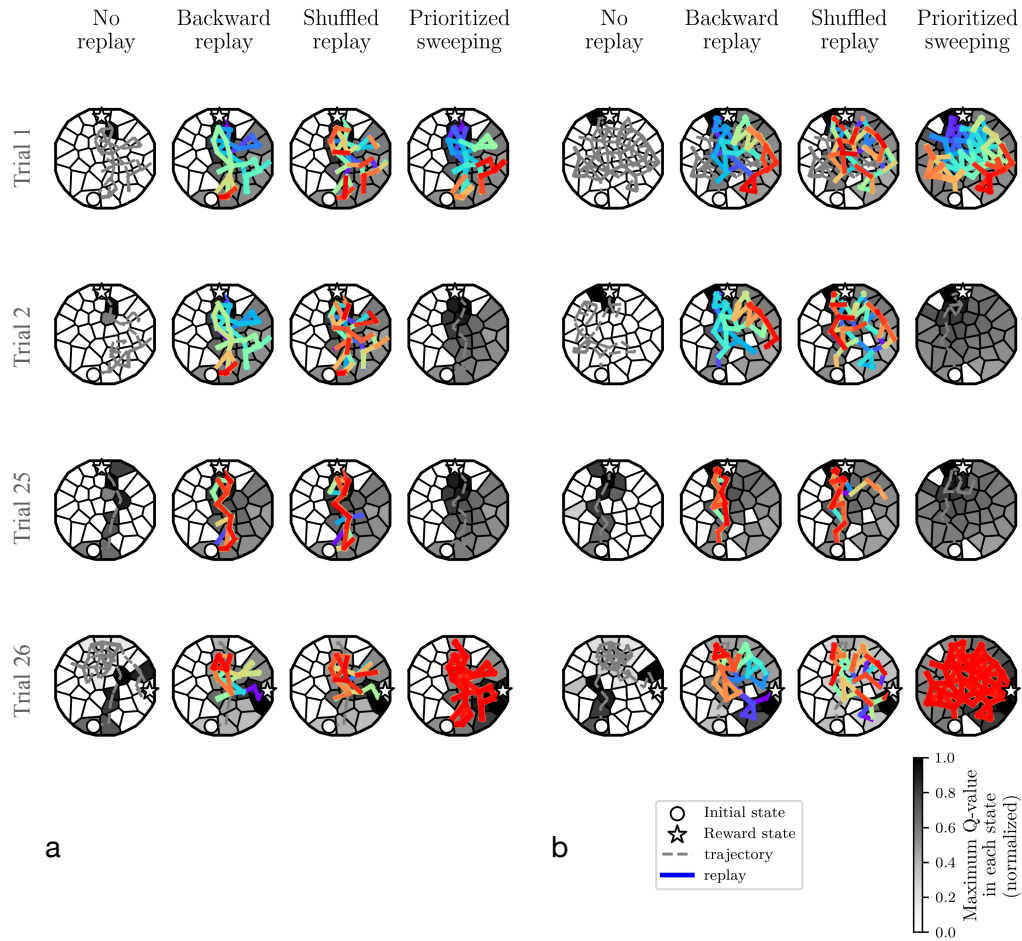 No
replay
Backward
replay
Shuffled
replay
Prioritized
sweeping
No
replay
Backward
replay
Shuffled
replay
Prioritized
sweeping
Trial 1
Trial 2
Trial 25
Trial 26
a
b
Initial state
Reward state
trajectory
replay
1.0
0.8
0.6
0.4
0.2
0.0
Maximum Q-value
in each state
(normalized)